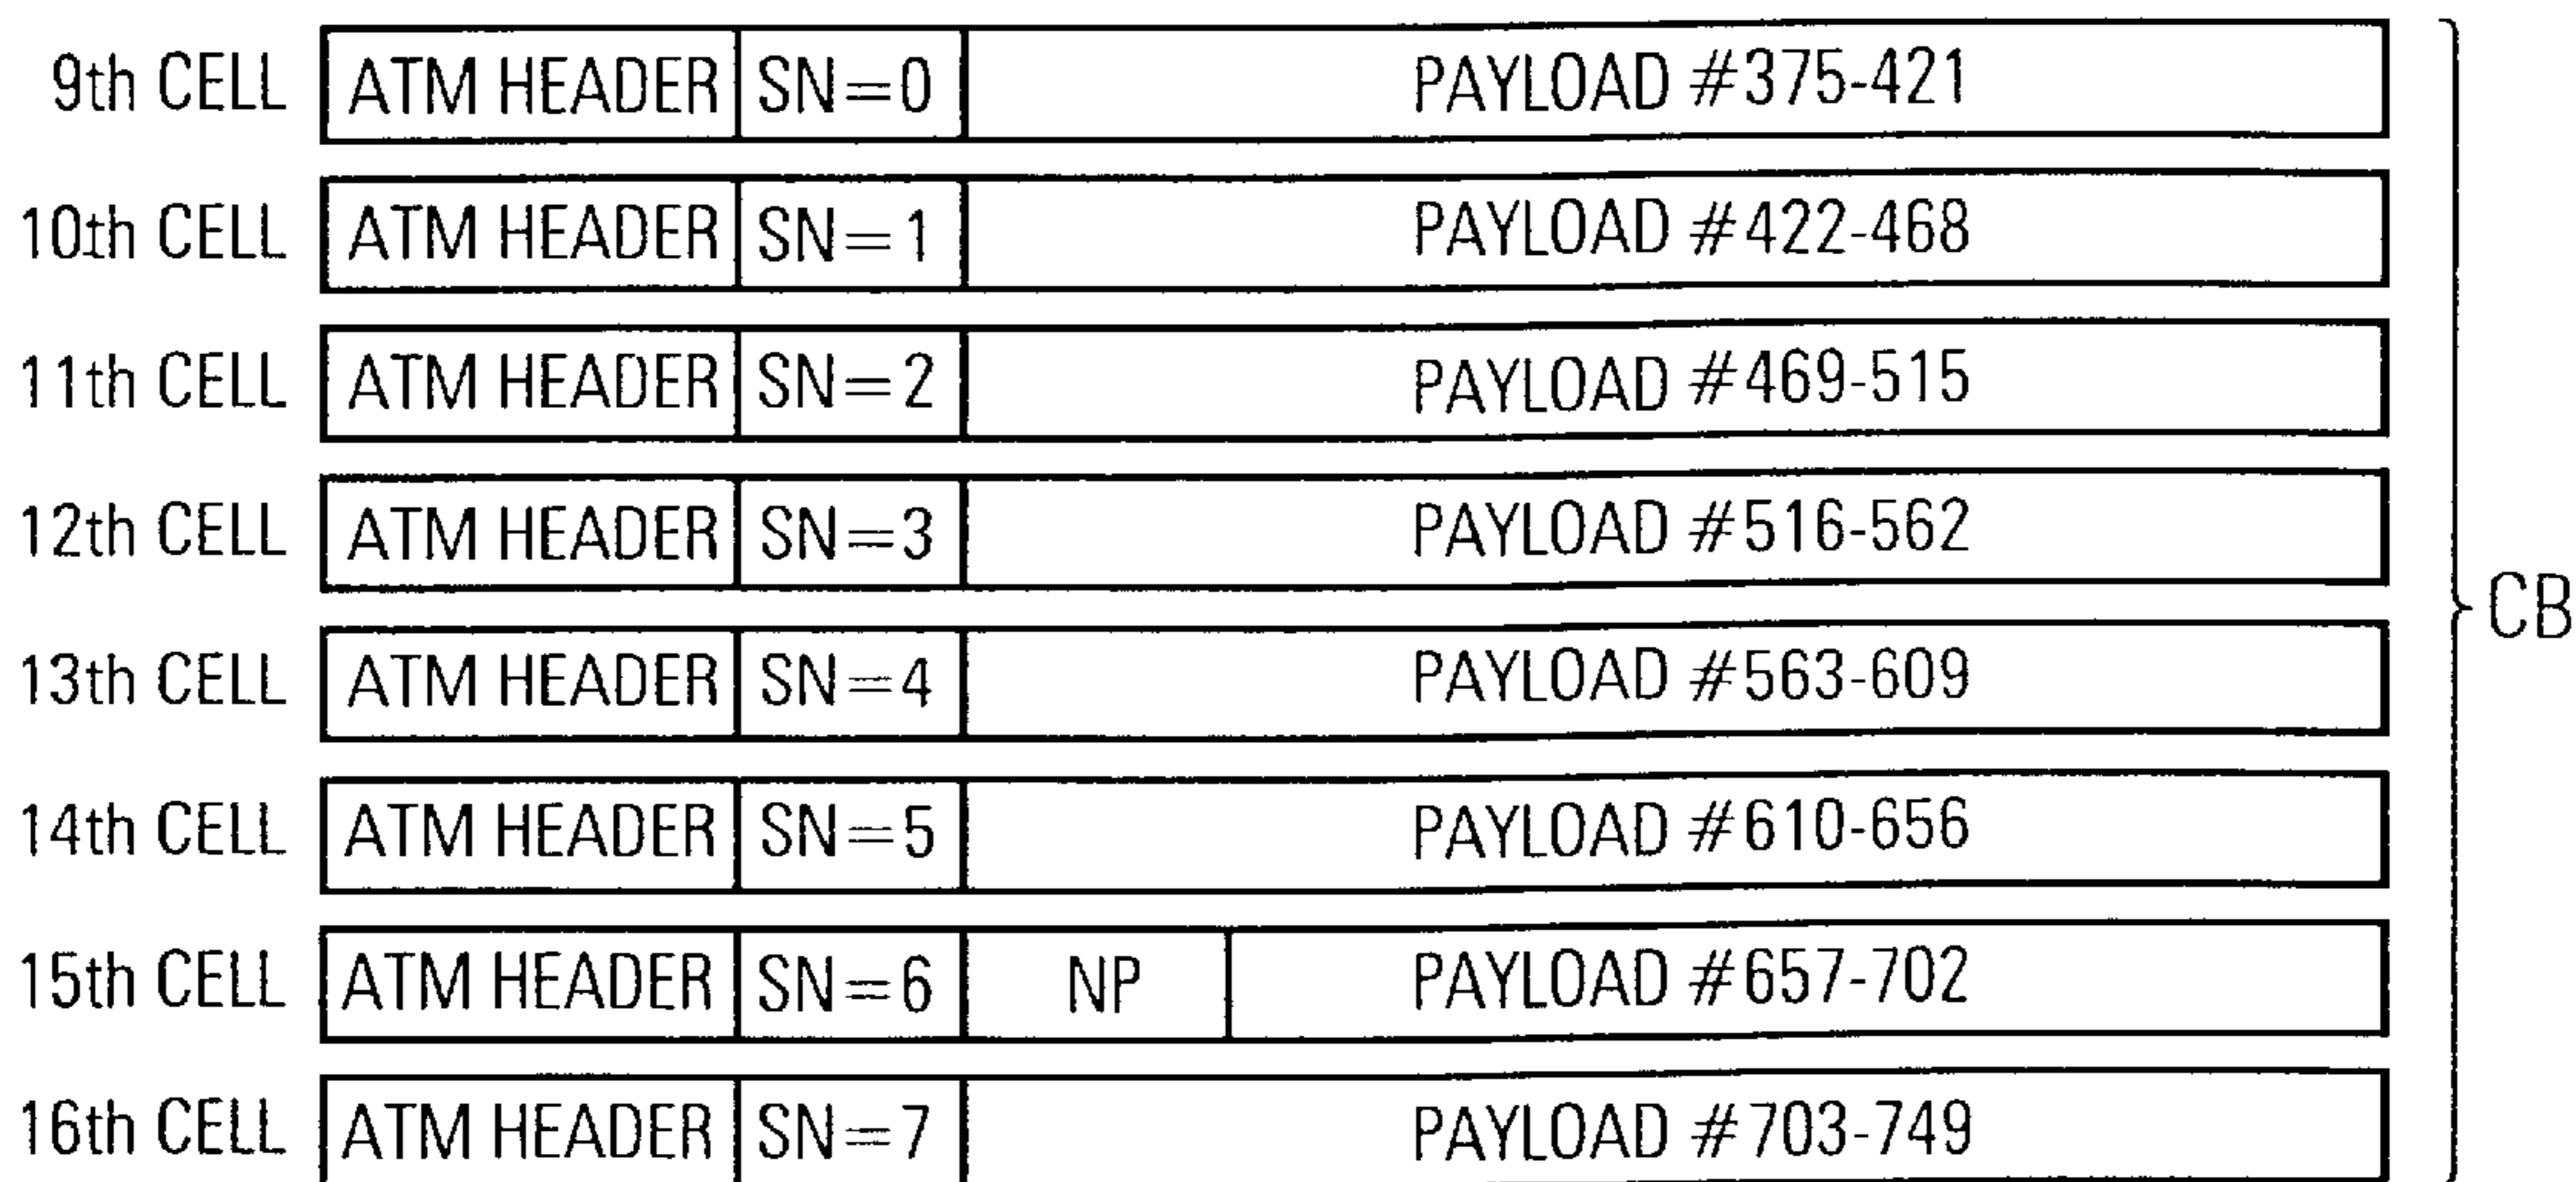 9th CELL ATM HEADER SN=0 PAYLOAD #375-421
10th CELL ATM HEADER SN=1 PAYLOAD #422-468
11th CELL ATM HEADER SN=2 PAYLOAD #469-515
12th CELL ATM HEADER SN=3 PAYLOAD #516-562
CB
13th CELL ATM HEADER SN=4 PAYLOAD #563-609
14th CELL ATM HEADER SN=5 PAYLOAD #610-656
15th CELL ATM HEADER SN=6 NP PAYLOAD #657-702
16th CELL ATM HEADER SN=7 PAYLOAD #703-749